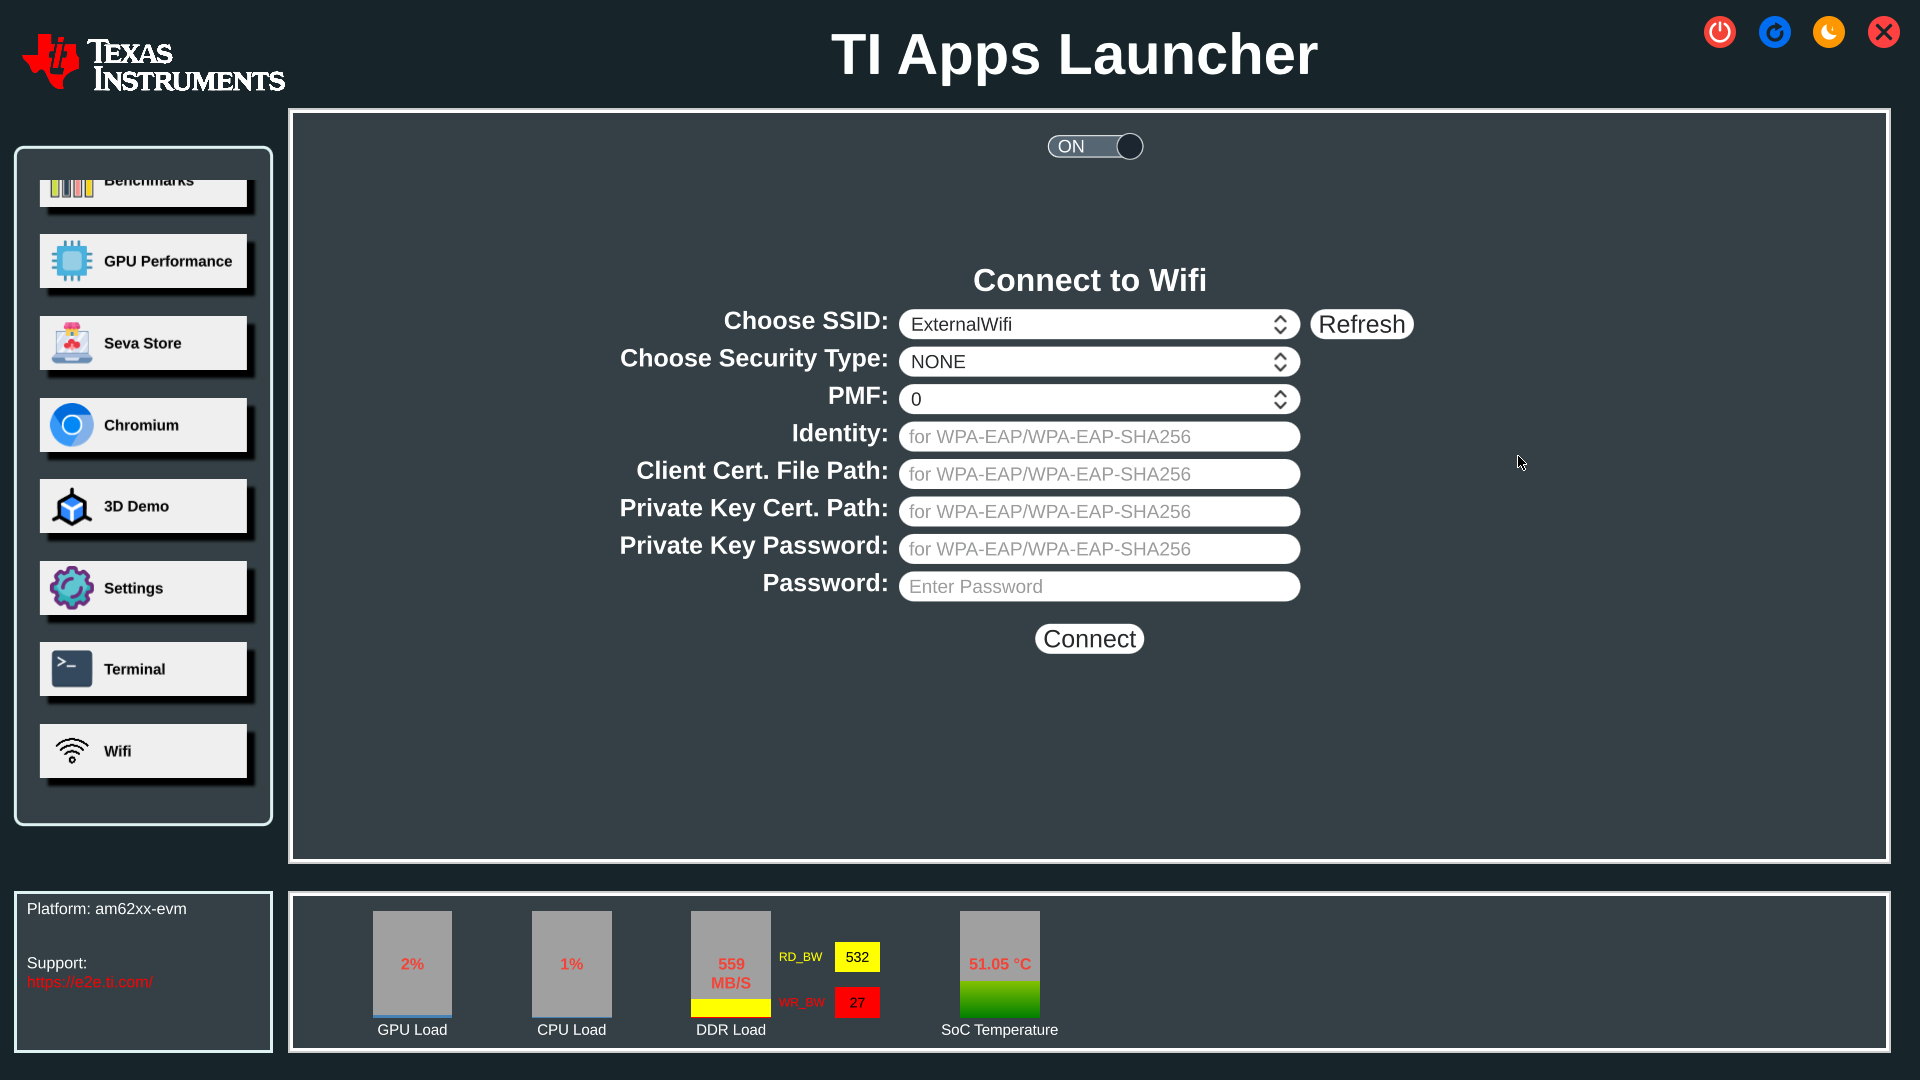 TEXAS
INSTRUMENTS
TI Apps Launcher
Benchmarks
GPU Performance
Seva Store
Chromium
3D Demo
Settings
>_
Terminal
Wifi
ON
Connect to Wifi
Choose SSID: ExternalWifi Refresh
Choose Security Type: NONE
PMF: 0
Identity: for WPA-EAP/WPA-EAP-SHA256
Client Cert. File Path: for WPA-EAP/WPA-EAP-SHA256
Private Key Cert. Path: for WPA-EAP/WPA-EAP-SHA256
Private Key Password: for WPA-EAP/WPA-EAP-SHA256
Password: Enter Password
Connect
Platform: am62xx-evm
Support:
https://e2e.ti.com/
2%
GPU Load
1%
CPU Load
559
MB/S
DDR Load
RD_BW 532
WR_BW 27
51.05 °C
SoC Temperature